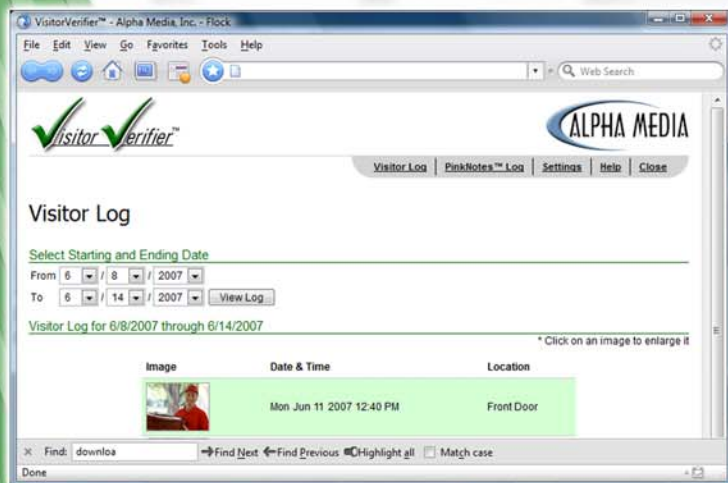 VisitorVerifier™ - Alpha Media, Inc. - Flock
File Edit View Go Favorites Tools Help
Web Search
Visitor Verifier™
ALPHA MEDIA
Visitor Log | PinkNotes™ Log | Settings | Help | Close
Visitor Log
Select Starting and Ending Date
From 6 / 8 / 2007
To 6 / 14 / 2007 View Log
Visitor Log for 6/8/2007 through 6/14/2007
* Click on an image to enlarge it
Image Date & Time Location
Mon Jun 11 2007 12:40 PM Front Door
Find: downloa Find Next Find Previous Highlight all Match case
Done